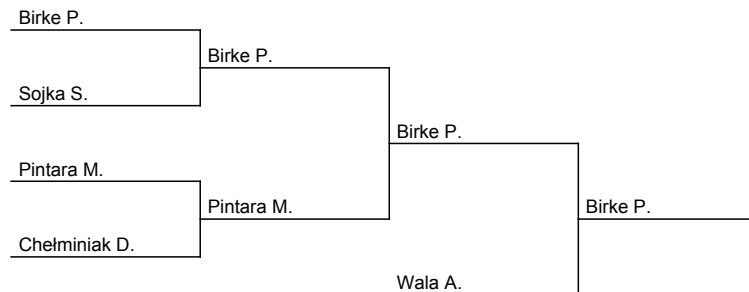 Birke P.
Birke P.
Sojka S.
Birke P.
Pintara M.
Pintara M.
Birke P.
Chełminiak D.
Wala A.